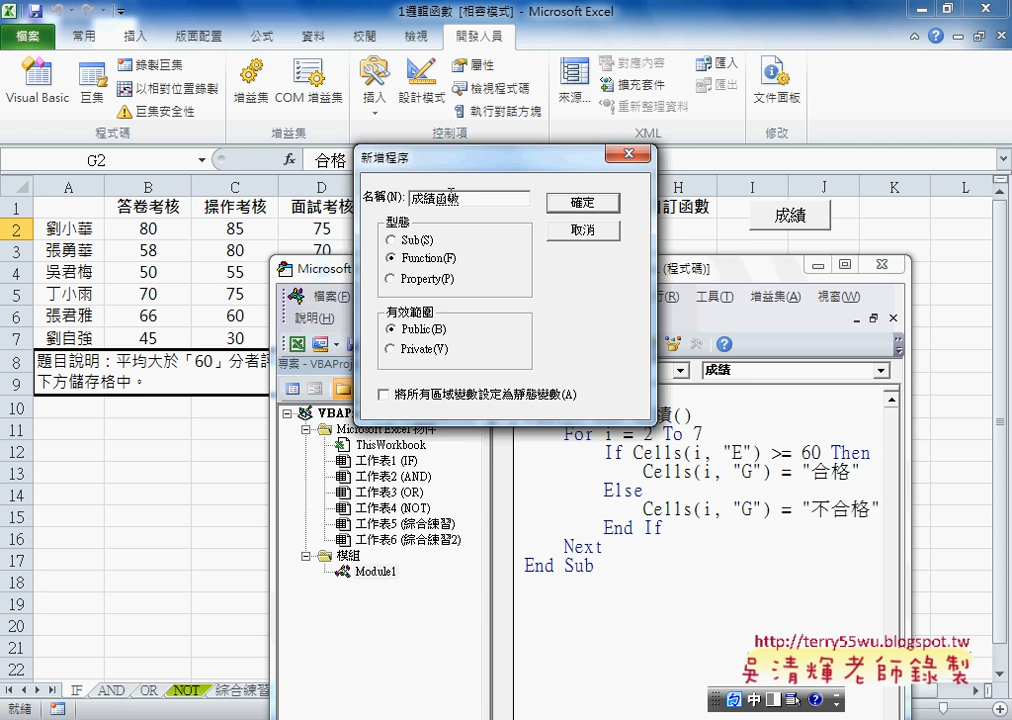 1邏輯函數 [相容模式] - Microsoft Excel
檔案 常用 插入 版面配置 公式 資料 校閱 檢視 開發人員
Visual Basic 巨集 錄製巨集 以相對位置錄製 巨集安全性 程式碼
增益集 COM 增益集 增益集
插入 設計模式 屬性 檢視程式碼 執行對話方塊 控制項
來源... 對應內容 擴充套件 重新整理資料 匯入 匯出 XML
文件面板 修改
G2 fx 合格
A B C D H I J K L
1 答卷考核 操作考核 面試考核 訂函數 成績
2 劉小華 80 85 75
3 張勇華 58 80 70
4 吳君梅 50 55
5 丁小雨 70 75
6 張君雅 66 60
7 劉自強 45 30
8 題目說明：平均大於「60」分者評
9 下方儲存格中。
10
11
12
13
14
15
16
17
18
19
20
21
22
新增程序
名稱(N): 成績函數
確定
取消
型態
Sub(S)
Function(F)
Property(P)
有效範圍
Public(B)
Private(V)
將所有區域變數設定為靜態變數(A)
Microsoft (程式碼)]
檔案(F) 行(R) 工具(T) 增益集(A) 視窗(W)
說明(H)
專案 - VBAProj
成績
VBAP
Microsoft Excel 物件
ThisWorkbook
工作表1 (IF)
工作表2 (AND)
工作表3 (OR)
工作表4 (NOT)
工作表5 (綜合練習)
工作表6 (綜合練習2)
模組
Module1
績()
For i = 2 To 7
If Cells(i, "E") >= 60 Then
Cells(i, "G") = "合格"
Else
Cells(i, "G") = "不合格"
End If
Next
End Sub
http://terry55wu.blogspot.tw
吳清輝老師錄製
IF AND OR NOT 綜合練習
中
就緒